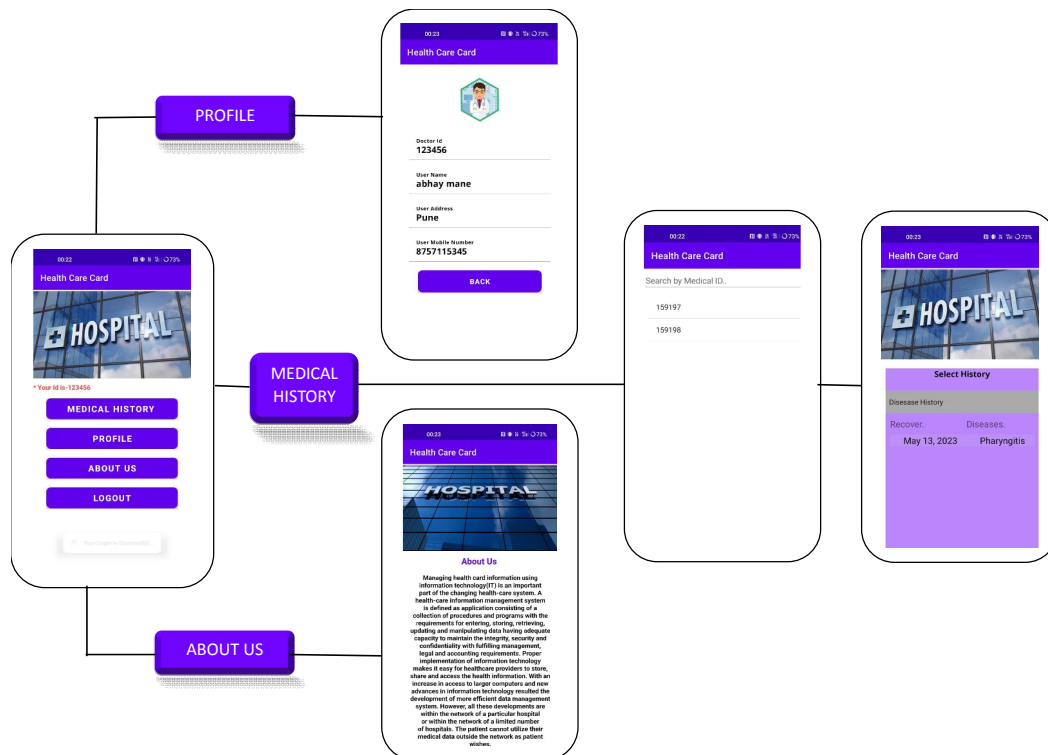 00:23
73%
Health Care Card
Doctor Id
123456
User Name
abhay mane
User Address
Pune
User Mobile Number
8757115345
BACK
PROFILE
00:22
73%
Health Care Card
HOSPITAL
* Your Id is-123456
MEDICAL HISTORY
PROFILE
ABOUT US
LOGOUT
MEDICAL
HISTORY
00:22
73%
Health Care Card
Search by Medical ID..
159197
159198
00:23
73%
Health Care Card
HOSPITAL
Select History
Disesase History
Recover. Diseases.
May 13, 2023 Pharyngitis
ABOUT US
00:23
73%
Health Care Card
HOSPITAL
About Us
Managing health card information using
information technology(IT) is an important
part of the changing health-care system. A
health-care information management system
is defined as application consisting of a
collection of procedures and programs with the
requirements for entering, storing, retrieving,
updating and manipulating data having adequate
capacity to maintain the integrity, security and
confidentiality with fulfilling management,
legal and accounting requirements. Proper
implementation of information technology
makes it easy for healthcare providers to store,
share and access the health information. With an
increase in access to larger computers and new
advances in information technology resulted the
development of more efficient data management
system. However, all these developments are
within the network of a particular hospital
or within the network of a limited number
of hospitals. The patient cannot utilize their
medical data outside the network as patient
wishes.